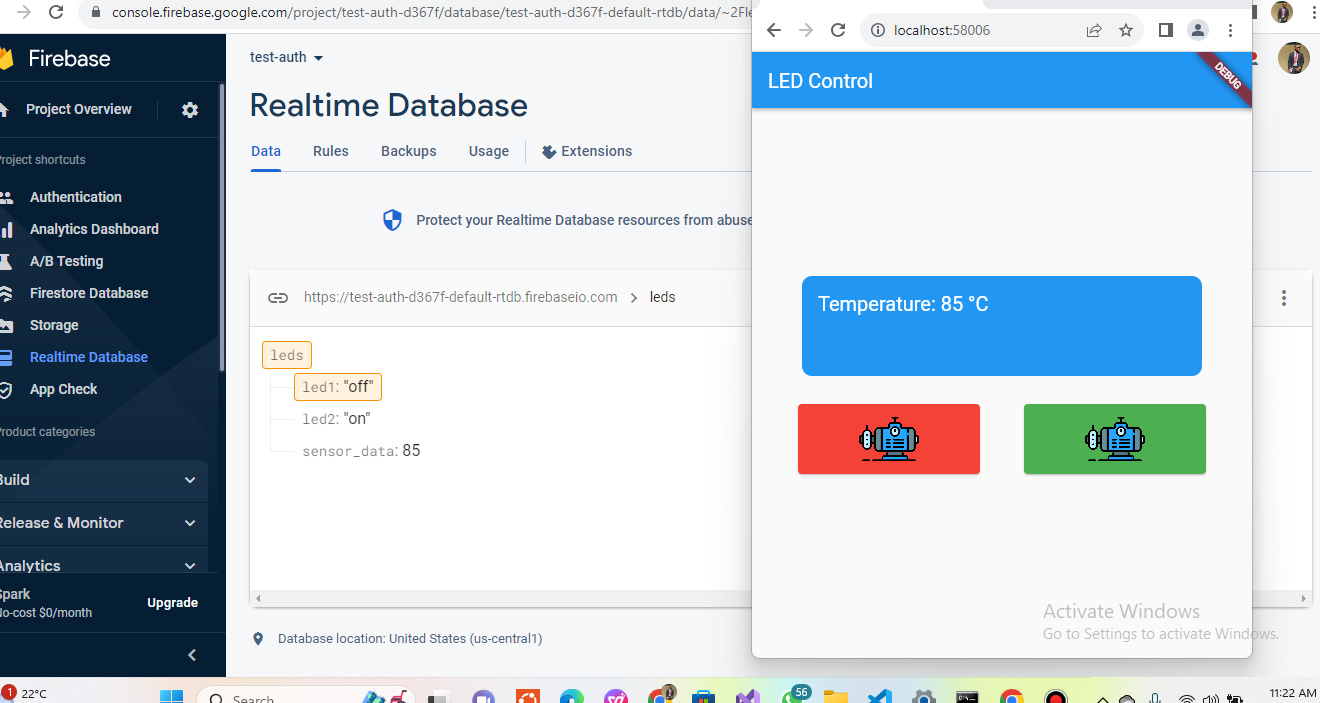 console.firebase.google.com/project/test-auth-d367f/database/test-auth-d367f-default-rtdb/data/~2Fle
Firebase
Project Overview
Project shortcuts
Authentication
Analytics Dashboard
A/B Testing
Firestore Database
Storage
Realtime Database
App Check
Product categories
Build
Release & Monitor
Analytics
Spark
No-cost $0/month
Upgrade
test-auth
Realtime Database
Data Rules Backups Usage Extensions
Protect your Realtime Database resources from abuse
https://test-auth-d367f-default-rtdb.firebaseio.com > leds
leds
led1: "off"
led2: "on"
sensor_data: 85
Database location: United States (us-central1)
localhost:58006
LED Control
DEBUG
Temperature: 85 °C
Activate Windows
Go to Settings to activate Windows.
1
22°C
Search
56
11:22 AM